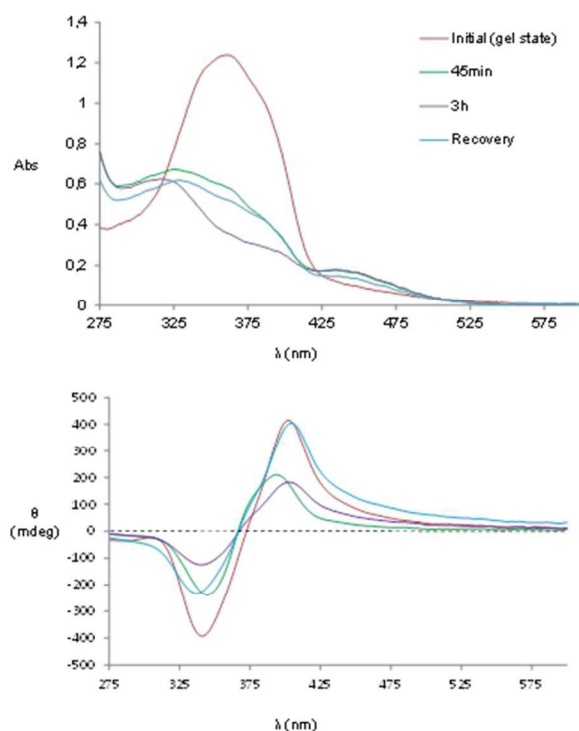 1,4
1,2
1
0,8
Abs
0,6
0,4
0,2
0
275 325 375 425 475 525 575
λ (nm)
Initial (gel state)
45min
3h
Recovery
500
400
300
200
100
θ
(mdeg)
0
-100
-200
-300
-400
-500
275 325 375 425 475 525 575
λ (nm)